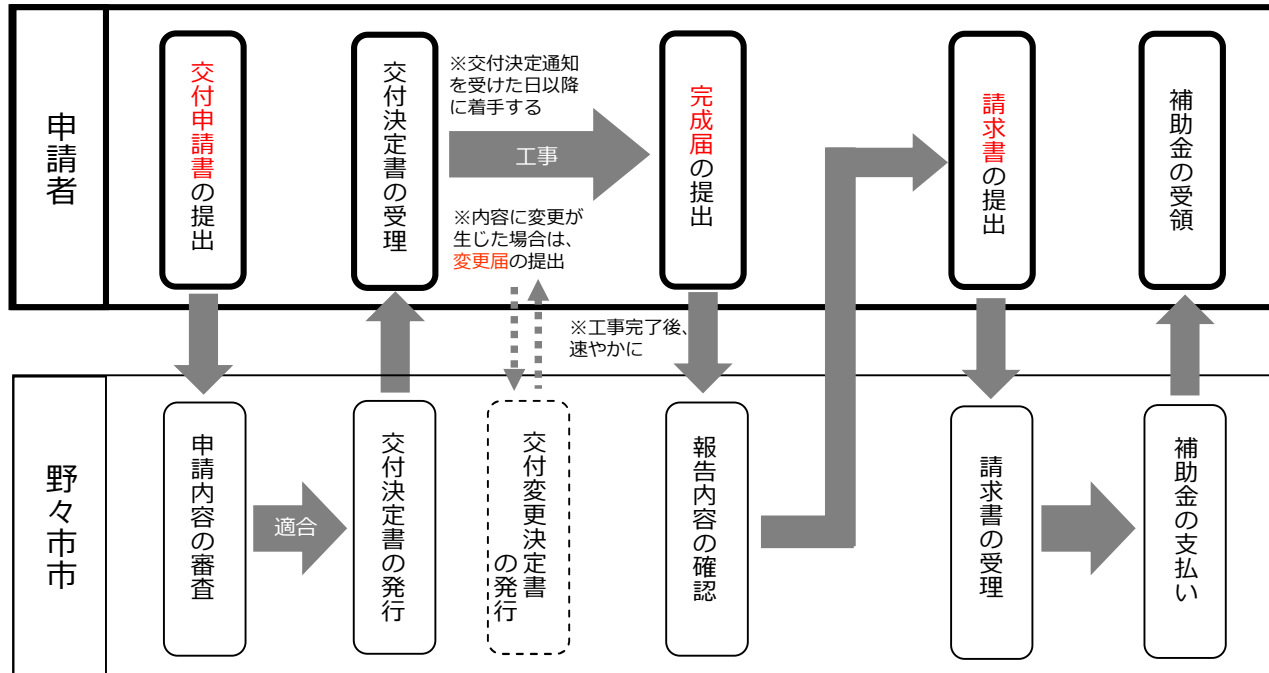 申請者
交付申請書の提出
交付決定書の受理
※交付決定通知
を受けた日以降
に着手する
工事
※内容に変更が
生じた場合は、
変更届の提出
完成届の提出
※工事完了後、
速やかに
請求書の提出
補助金の受領
野々市市
申請内容の審査
適合
交付決定書の発行
交付変更決定書
の発行
報告内容の確認
請求書の受理
補助金の支払い